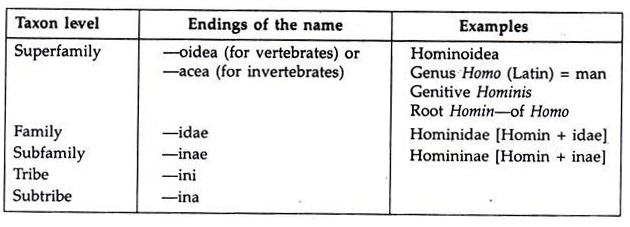 Taxon level Endings of the name Examples
Superfamily —oidea (for vertebrates) or Hominoidea
—acea (for invertebrates) Genus Homo (Latin) = man
Genitive Hominis
Root Homin—of Homo
Family —idae Hominidae [Homin + idae]
Subfamily —inae Homininae [Homin + inae]
Tribe —ini
Subtribe —ina